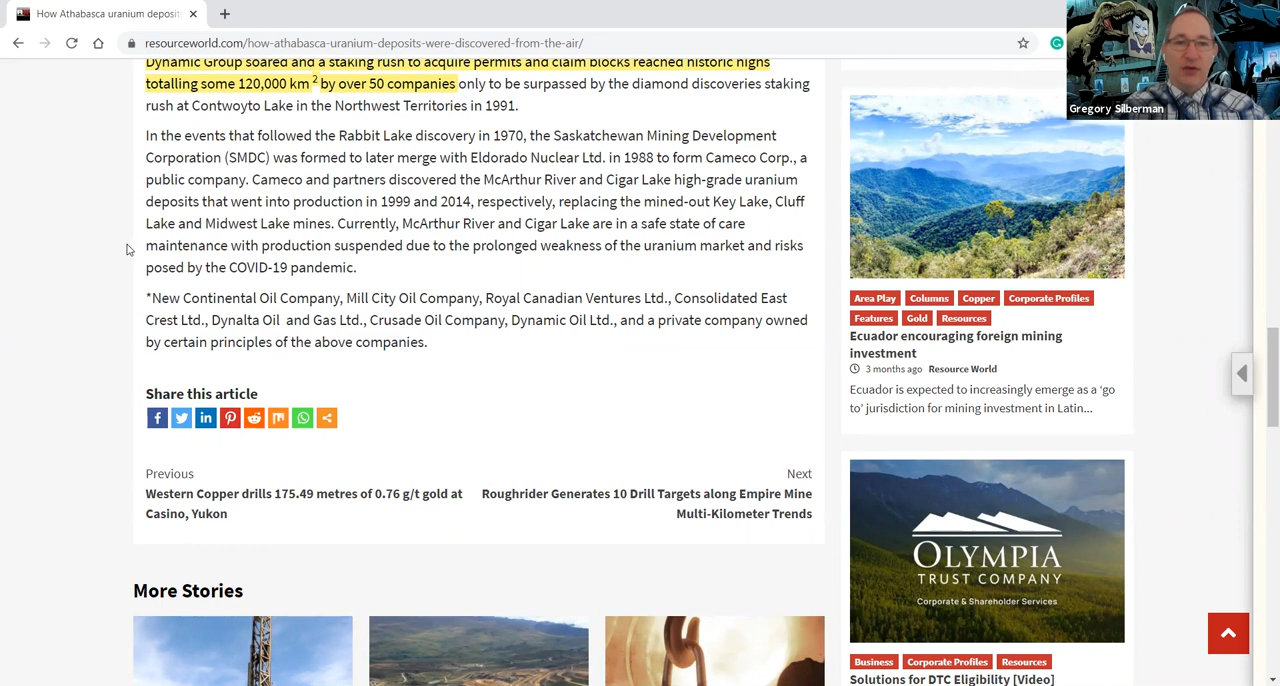 How Athabasca uranium deposits
resourceworld.com/how-athabasca-uranium-deposits-were-discovered-from-the-air/
Gregory Silberman
Dynamic Group soared and a staking rush to acquire permits and claim blocks reached historic highs
totalling some 120,000 km2 by over 50 companies only to be surpassed by the diamond discoveries staking
rush at Contwoyto Lake in the Northwest Territories in 1991.
In the events that followed the Rabbit Lake discovery in 1970, the Saskatchewan Mining Development
Corporation (SMDC) was formed to later merge with Eldorado Nuclear Ltd. in 1988 to form Cameco Corp., a
public company. Cameco and partners discovered the McArthur River and Cigar Lake high-grade uranium
deposits that went into production in 1999 and 2014, respectively, replacing the mined-out Key Lake, Cluff
Lake and Midwest Lake mines. Currently, McArthur River and Cigar Lake are in a safe state of care
maintenance with production suspended due to the prolonged weakness of the uranium market and risks
posed by the COVID-19 pandemic.
*New Continental Oil Company, Mill City Oil Company, Royal Canadian Ventures Ltd., Consolidated East
Crest Ltd., Dynalta Oil and Gas Ltd., Crusade Oil Company, Dynamic Oil Ltd., and a private company owned
by certain principles of the above companies.
Share this article
Previous
Western Copper drills 175.49 metres of 0.76 g/t gold at
Casino, Yukon
Next
Roughrider Generates 10 Drill Targets along Empire Mine
Multi-Kilometer Trends
More Stories
Area Play Columns Copper Corporate Profiles
Features Gold Resources
Ecuador encouraging foreign mining
investment
3 months ago Resource World
Ecuador is expected to increasingly emerge as a ‘go
to’ jurisdiction for mining investment in Latin...
OLYMPIA
TRUST COMPANY
Corporate & Shareholder Services
Business Corporate Profiles Resources
Solutions for DTC Eligibility [Video]